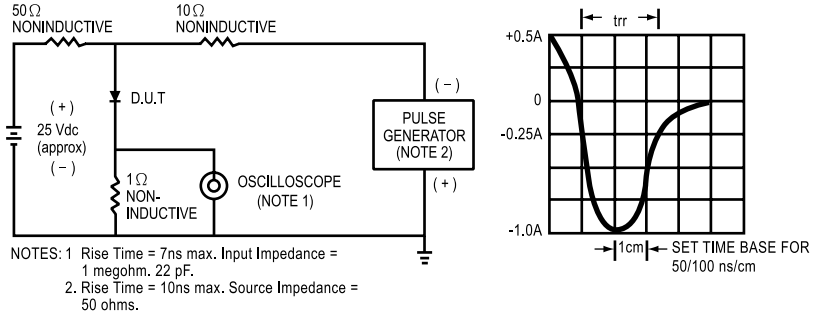 50Ω
NONINDUCTIVE
10Ω
NONINDUCTIVE
(+)
25 Vdc
(approx)
(−)
D.U.T
1Ω
NON-
INDUCTIVE
OSCILLOSCOPE
(NOTE 1)
(−)
PULSE
GENERATOR
(NOTE 2)
(+)
NOTES: 1 Rise Time = 7ns max. Input Impedance =
1 megohm. 22 pF.
2. Rise Time = 10ns max. Source Impedance =
50 ohms.
trr
+0.5A
0
-0.25A
-1.0A
1cm
SET TIME BASE FOR
50/100 ns/cm